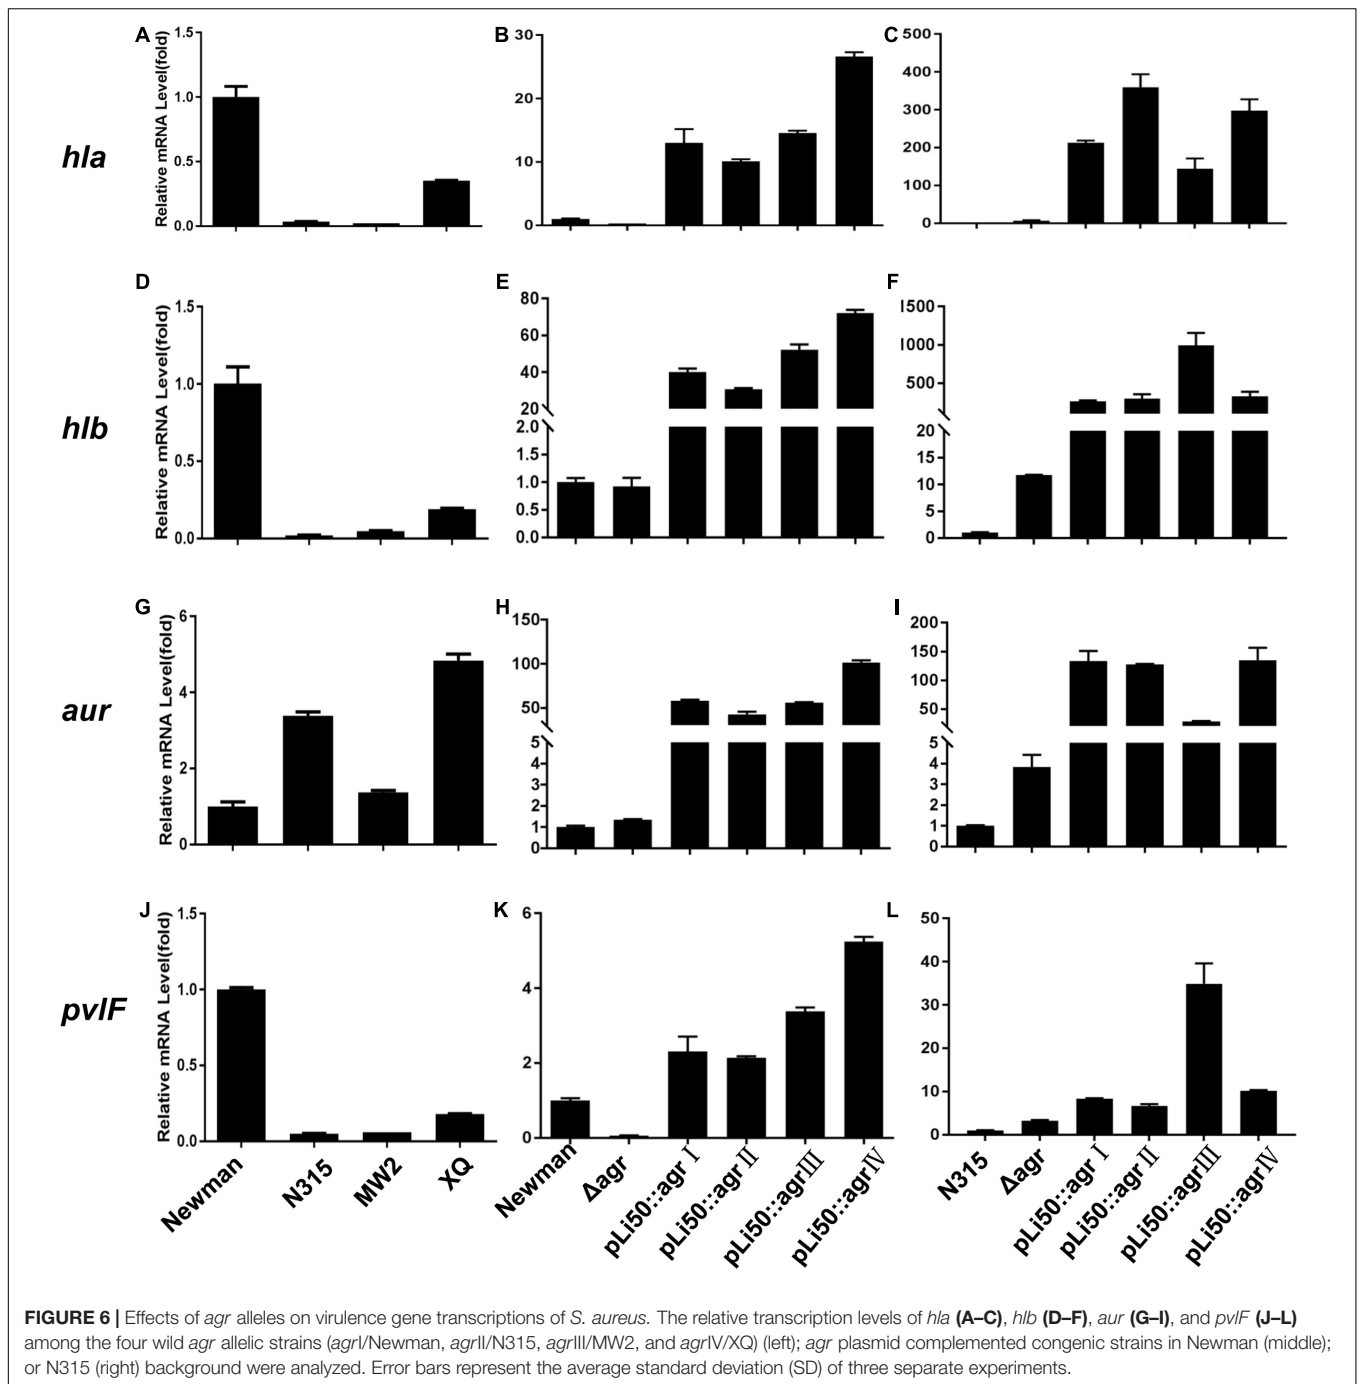 A
B
C
hla
Relative mRNA Level(fold)
1.5
1.0
0.5
0.0
30
20
10
0
500
400
300
200
100
0
D
E
F
hlb
Relative mRNA Level(fold)
1.5
1.0
0.5
0.0
80
60
40
20
2.0
1.5
1.0
0.5
0.0
1500
1000
500
20
15
10
5
0
G
H
I
aur
Relative mRNA Level(fold)
6
4
2
0
150
100
50
5
4
3
2
1
0
200
150
100
50
5
4
3
2
1
0
J
K
L
pvlF
Relative mRNA Level(fold)
1.5
1.0
0.5
0.0
6
4
2
0
50
40
30
20
10
0
Newman
N315
MW2
XQ
Newman
Δagr
pLi50::agr I
pLi50::agr II
pLi50::agrIII
pLi50::agrIV
N315
Δagr
pLi50::agr I
pLi50::agr II
pLi50::agrIII
pLi50::agrIV
FIGURE 6 | Effects of agr alleles on virulence gene transcriptions of S. aureus. The relative transcription levels of hla (A–C), hlb (D–F), aur (G–I), and pvlF (J–L)
among the four wild agr allelic strains (agrI/Newman, agrII/N315, agrIII/MW2, and agrIV/XQ) (left); agr plasmid complemented congenic strains in Newman (middle);
or N315 (right) background were analyzed. Error bars represent the average standard deviation (SD) of three separate experiments.